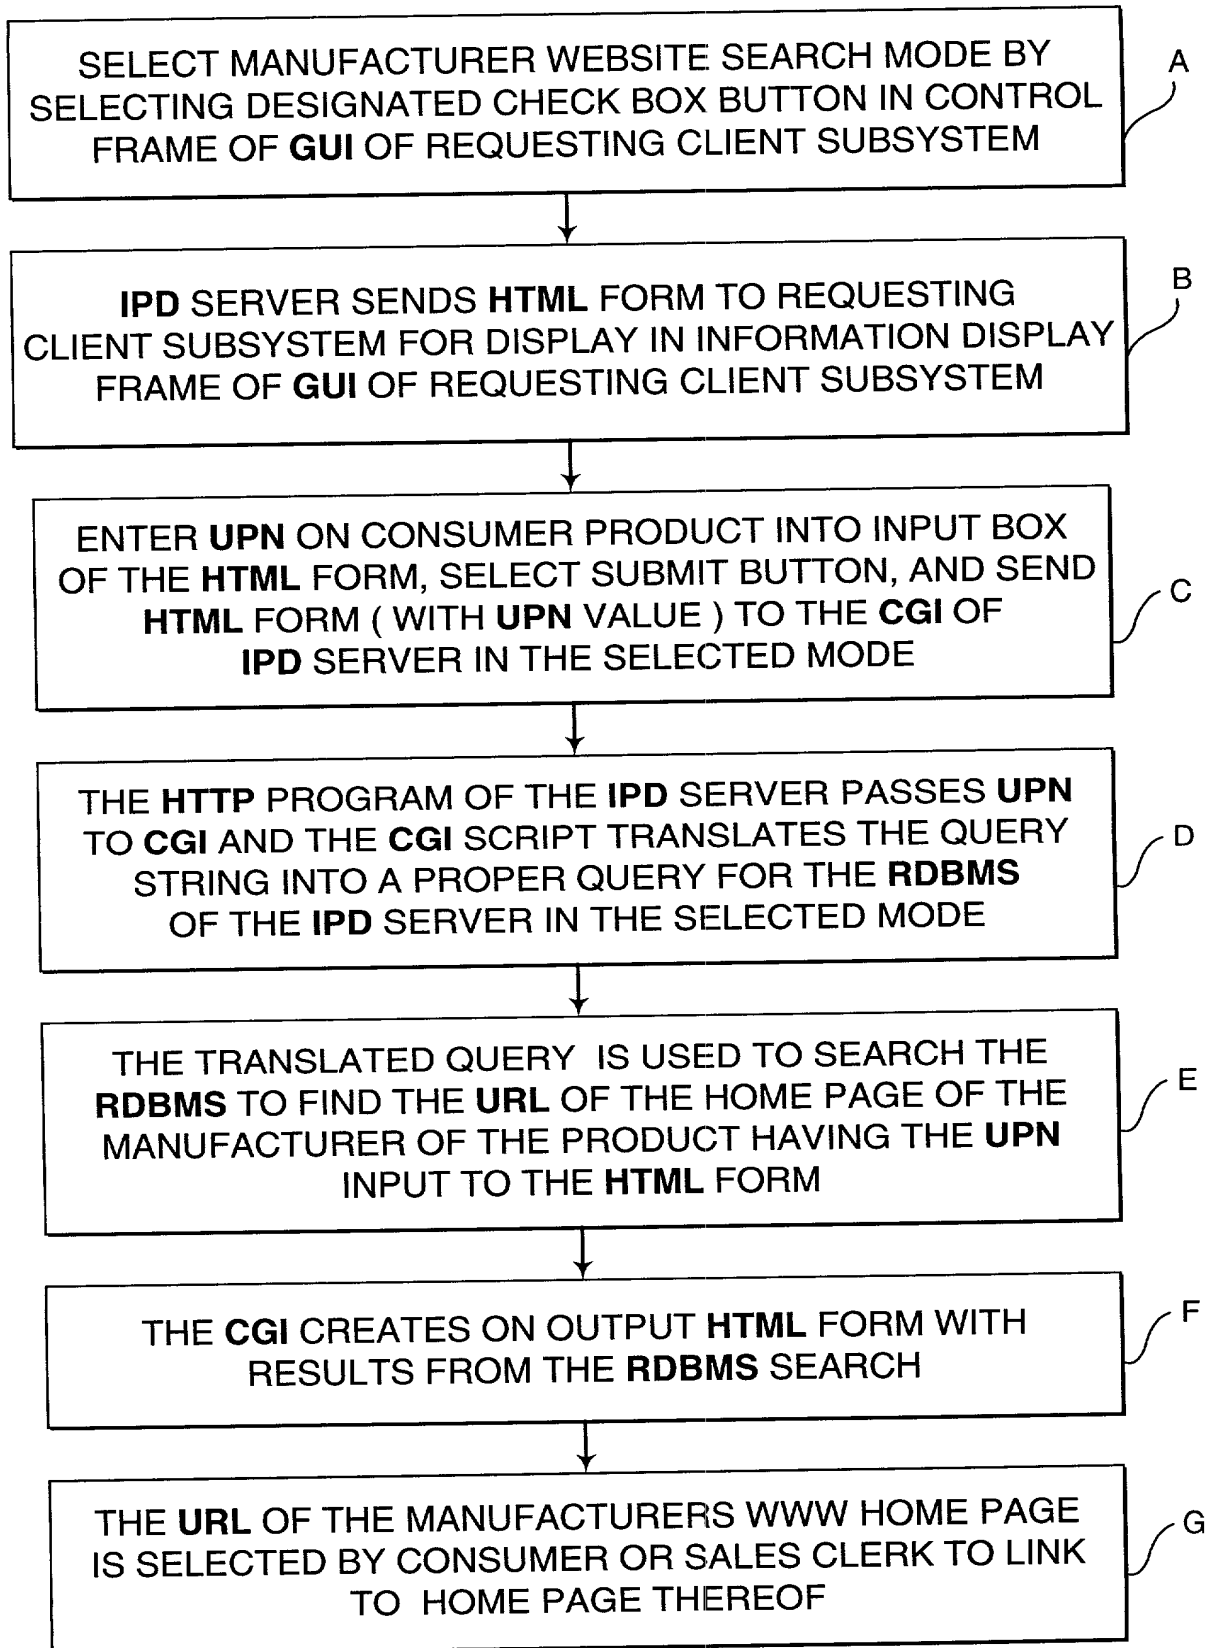 SELECT MANUFACTURER WEBSITE SEARCH MODE BY
SELECTING DESIGNATED CHECK BOX BUTTON IN CONTROL
FRAME OF GUI OF REQUESTING CLIENT SUBSYSTEM
A
IPD SERVER SENDS HTML FORM TO REQUESTING
CLIENT SUBSYSTEM FOR DISPLAY IN INFORMATION DISPLAY
FRAME OF GUI OF REQUESTING CLIENT SUBSYSTEM
B
ENTER UPN ON CONSUMER PRODUCT INTO INPUT BOX
OF THE HTML FORM, SELECT SUBMIT BUTTON, AND SEND
HTML FORM ( WITH UPN VALUE ) TO THE CGI OF
IPD SERVER IN THE SELECTED MODE
C
THE HTTP PROGRAM OF THE IPD SERVER PASSES UPN
TO CGI AND THE CGI SCRIPT TRANSLATES THE QUERY
STRING INTO A PROPER QUERY FOR THE RDBMS
OF THE IPD SERVER IN THE SELECTED MODE
D
THE TRANSLATED QUERY IS USED TO SEARCH THE
RDBMS TO FIND THE URL OF THE HOME PAGE OF THE
MANUFACTURER OF THE PRODUCT HAVING THE UPN
INPUT TO THE HTML FORM
E
THE CGI CREATES ON OUTPUT HTML FORM WITH
RESULTS FROM THE RDBMS SEARCH
F
THE URL OF THE MANUFACTURERS WWW HOME PAGE
IS SELECTED BY CONSUMER OR SALES CLERK TO LINK
TO HOME PAGE THEREOF
G